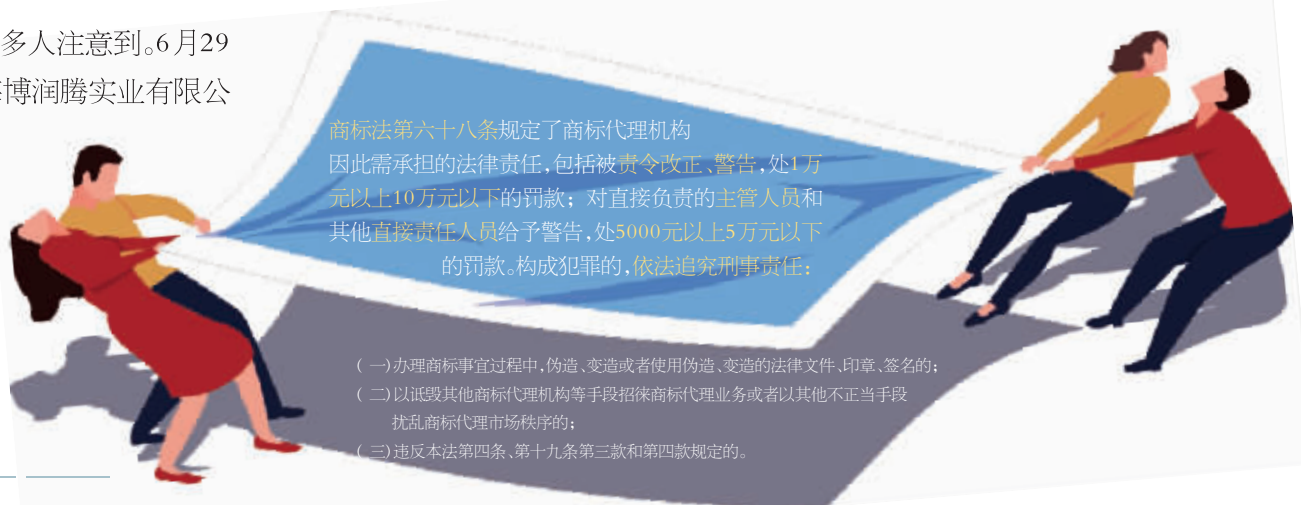 多人注意到。6月29
博润腾实业有限公
商标法第六十八条规定了商标代理机构
因此需承担的法律责任,包括被责令改正、警告,处1万
元以上10万元以下的罚款；对直接负责的主管人员和
其他直接责任人员给予警告,处5000元以上5万元以下
的罚款。构成犯罪的,依法追究刑事责任：
（一）办理商标事宜过程中,伪造、变造或者使用伪造、变造的法律文件、印章、签名的；
（二）以诋毁其他商标代理机构等手段招徕商标代理业务或者以其他不正当手段
扰乱商标代理市场秩序的；
（三）违反本法第四条、第十九条第三款和第四款规定的。